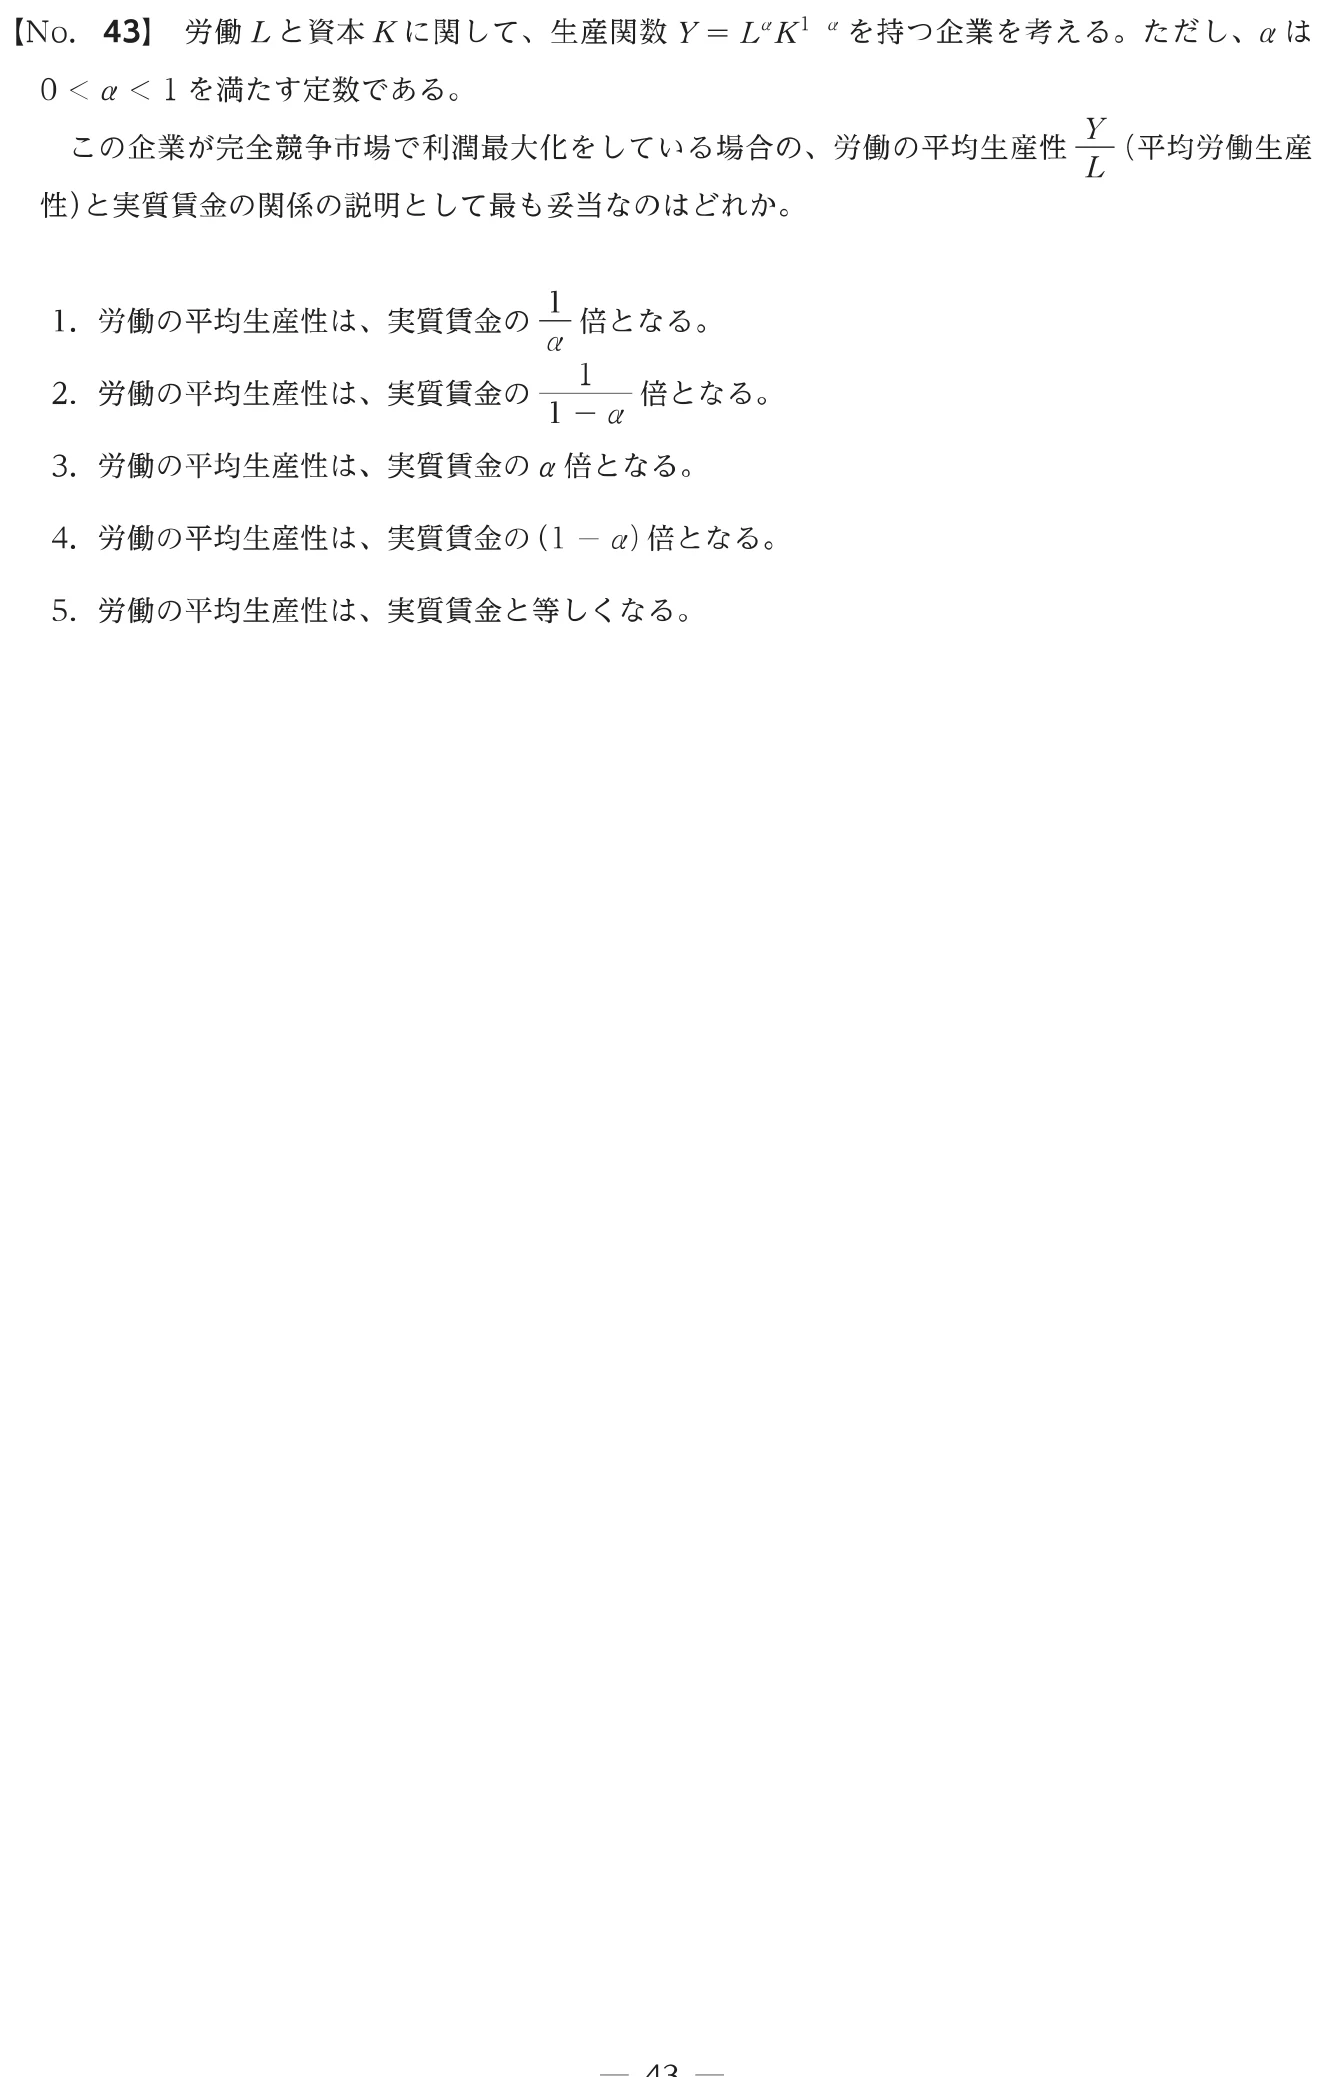 【No. 43】 労働 L と資本 K に関して、生産関数 Y = L^α K^1 α を持つ企業を考える。ただし、α は
0 < α < 1 を満たす定数である。
この企業が完全競争市場で利潤最大化をしている場合の、労働の平均生産性 Y/L (平均労働生産
性)と実質賃金の関係の説明として最も妥当なのはどれか。
1. 労働の平均生産性は、実質賃金の 1/α 倍となる。
2. 労働の平均生産性は、実質賃金の 1/(1 − α) 倍となる。
3. 労働の平均生産性は、実質賃金の α 倍となる。
4. 労働の平均生産性は、実質賃金の (1 − α) 倍となる。
5. 労働の平均生産性は、実質賃金と等しくなる。
— 43 —